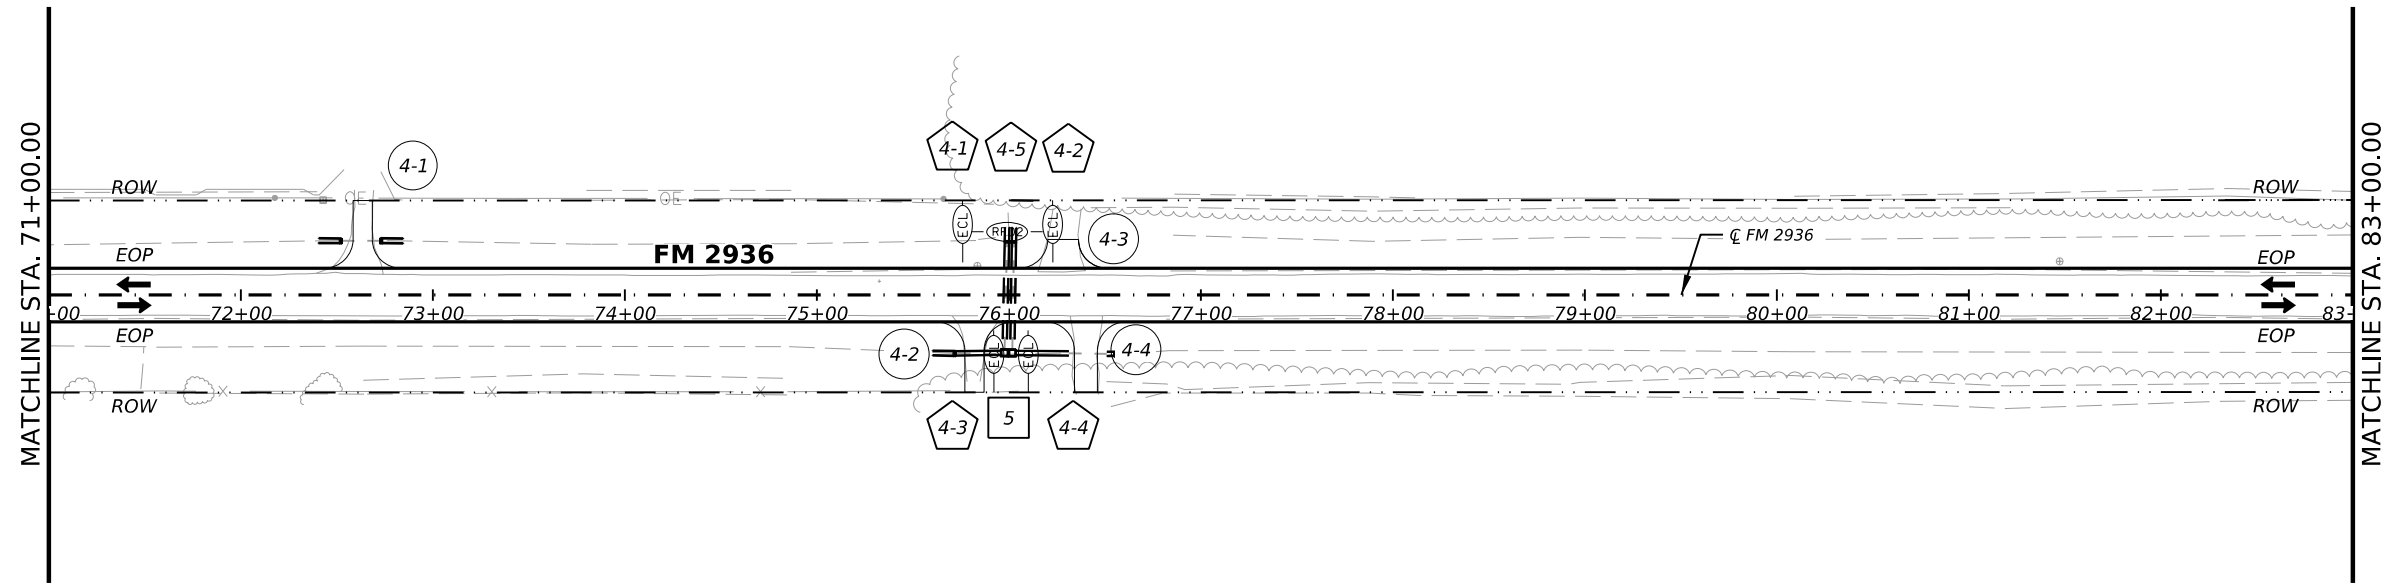 MATCHLINE STA. 71+00.00
4-1
4-1
4-5
4-2
ROW
OE
OE
ROW
MATCHLINE STA. 83+00.00
ECL
ECL
4-3
EOP
FM 2936
℄ FM 2936
EOP
+00
72+00
73+00
74+00
75+00
76+00
77+00
78+00
79+00
80+00
81+00
82+00
83+
EOP
4-2
ECL
ECL
4-4
EOP
ROW
X
X
X
ROW
4-3
5
4-4